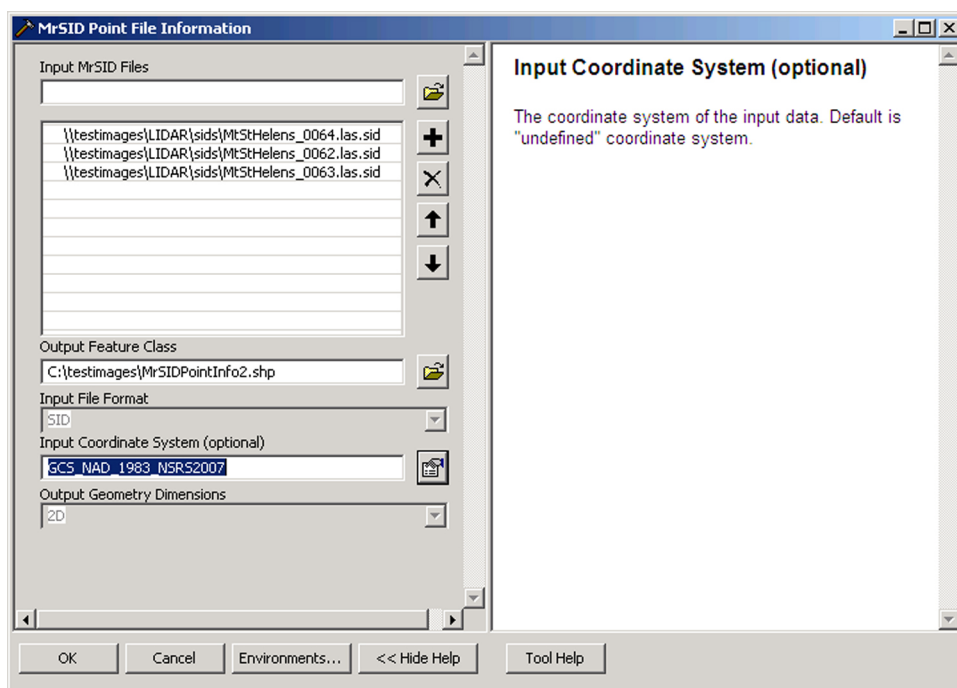 MrSID Point File Information
Input MrSID Files
\\testimages\LIDAR\sids\MtStHelens_0064.las.sid
\\testimages\LIDAR\sids\MtStHelens_0062.las.sid
\\testimages\LIDAR\sids\MtStHelens_0063.las.sid
Output Feature Class
C:\testimages\MrSIDPointInfo2.shp
Input File Format
SID
Input Coordinate System (optional)
GCS_NAD_1983_NSRS2007
Output Geometry Dimensions
2D
Input Coordinate System (optional)
The coordinate system of the input data. Default is
"undefined" coordinate system.
OK
Cancel
Environments...
<< Hide Help
Tool Help